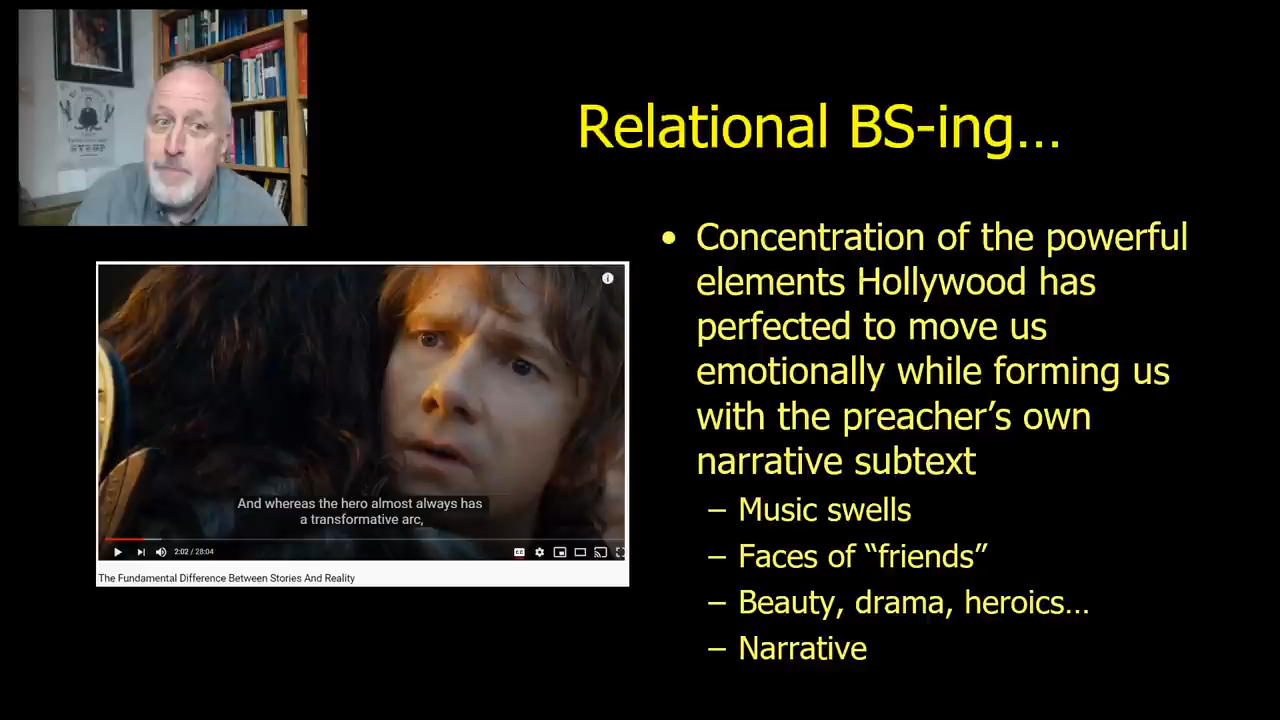 Relational BS-ing…
• Concentration of the powerful
elements Hollywood has
perfected to move us
emotionally while forming us
with the preacher’s own
narrative subtext
– Music swells
– Faces of “friends”
– Beauty, drama, heroics…
– Narrative
And whereas the hero almost always has
a transformative arc,
2:02 / 28:04
The Fundamental Difference Between Stories And Reality